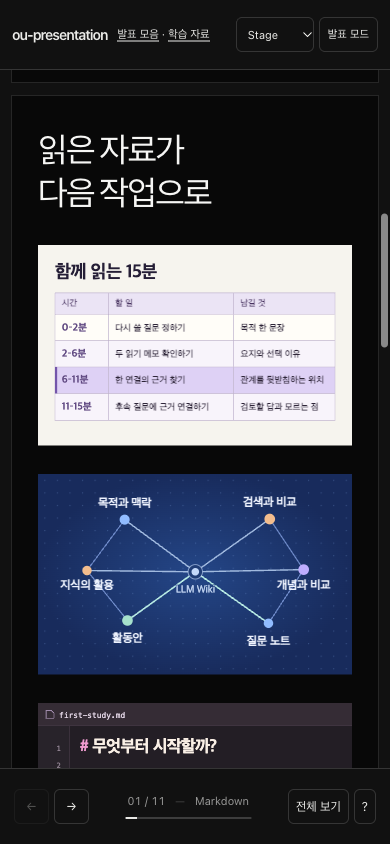 ou-presentation 발표 모음 · 학습 자료 Stage 발표 모드
읽은 자료가
다음 작업으로
함께 읽는 15분
시간 할 일 남길 것
0-2분 다시 쓸 질문 정하기 목적 한 문장
2-6분 두 읽기 메모 확인하기 요지와 선택 이유
6-11분 한 연결의 근거 찾기 관계를 뒷받침하는 위치
11-15분 후속 질문에 근거 연결하기 검토할 답과 모르는 점
목적과 맥락 검색과 비교
지식의 활용 LLM Wiki 개념과 비교
활동안 질문 노트
first-study.md
1 # 무엇부터 시작할까?
2
← → 01 / 11 — Markdown 전체 보기 ?